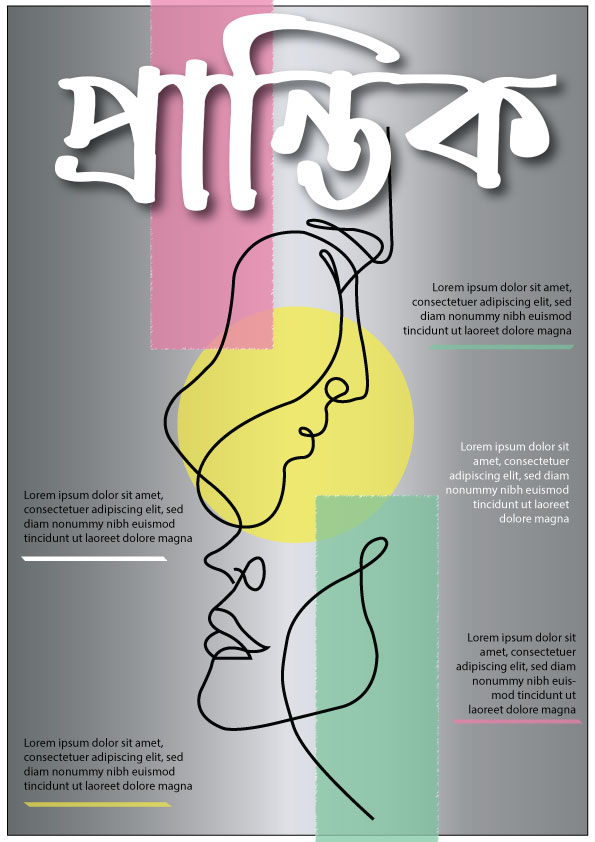 প্রান্তিক
Lorem ipsum dolor sit amet,
consectetuer adipiscing elit, sed
diam nonummy nibh euismod
tincidunt ut laoreet dolore magna
Lorem ipsum dolor sit
amet, consectetuer
adipiscing elit, sed diam
nonummy nibh euismod
tincidunt ut laoreet
dolore magna
Lorem ipsum dolor sit amet,
consectetuer adipiscing elit, sed
diam nonummy nibh euismod
tincidunt ut laoreet dolore magna
Lorem ipsum dolor sit
amet, consectetuer
adipiscing elit, sed diam
nonummy nibh euis-
mod tincidunt ut
laoreet dolore magna
Lorem ipsum dolor sit amet,
consectetuer adipiscing elit, sed
diam nonummy nibh euismod
tincidunt ut laoreet dolore magna